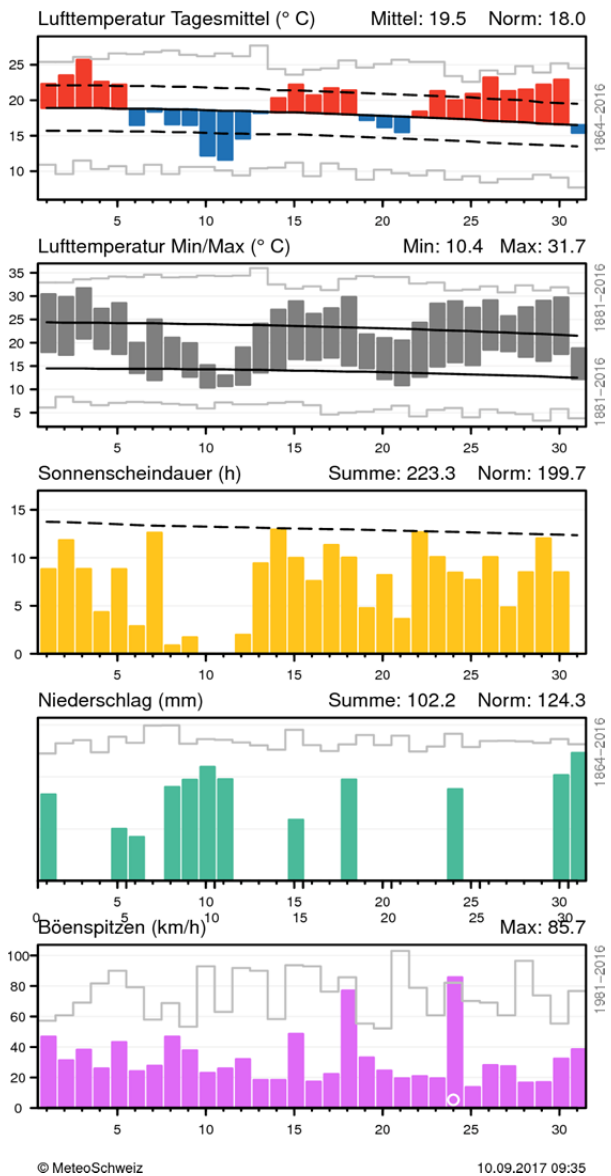 Lufttemperatur Tagesmittel (° C) Mittel: 19.5 Norm: 18.0
25
20
15
10
1864−2016
5 10 15 20 25 30
Lufttemperatur Min/Max (° C) Min: 10.4 Max: 31.7
35
30
25
20
15
10
5
1881−2016
1881−2016
5 10 15 20 25 30
Sonnenscheindauer (h) Summe: 223.3 Norm: 199.7
15
10
5
0
5 10 15 20 25 30
Niederschlag (mm) Summe: 102.2 Norm: 124.3
1864−2016
0 5 10 15 20 25 30
Böenspitzen (km/h) Max: 85.7
100
80
60
40
20
0
1981−2016
5 10 15 20 25 30
© MeteoSchweiz 10.09.2017 09:35